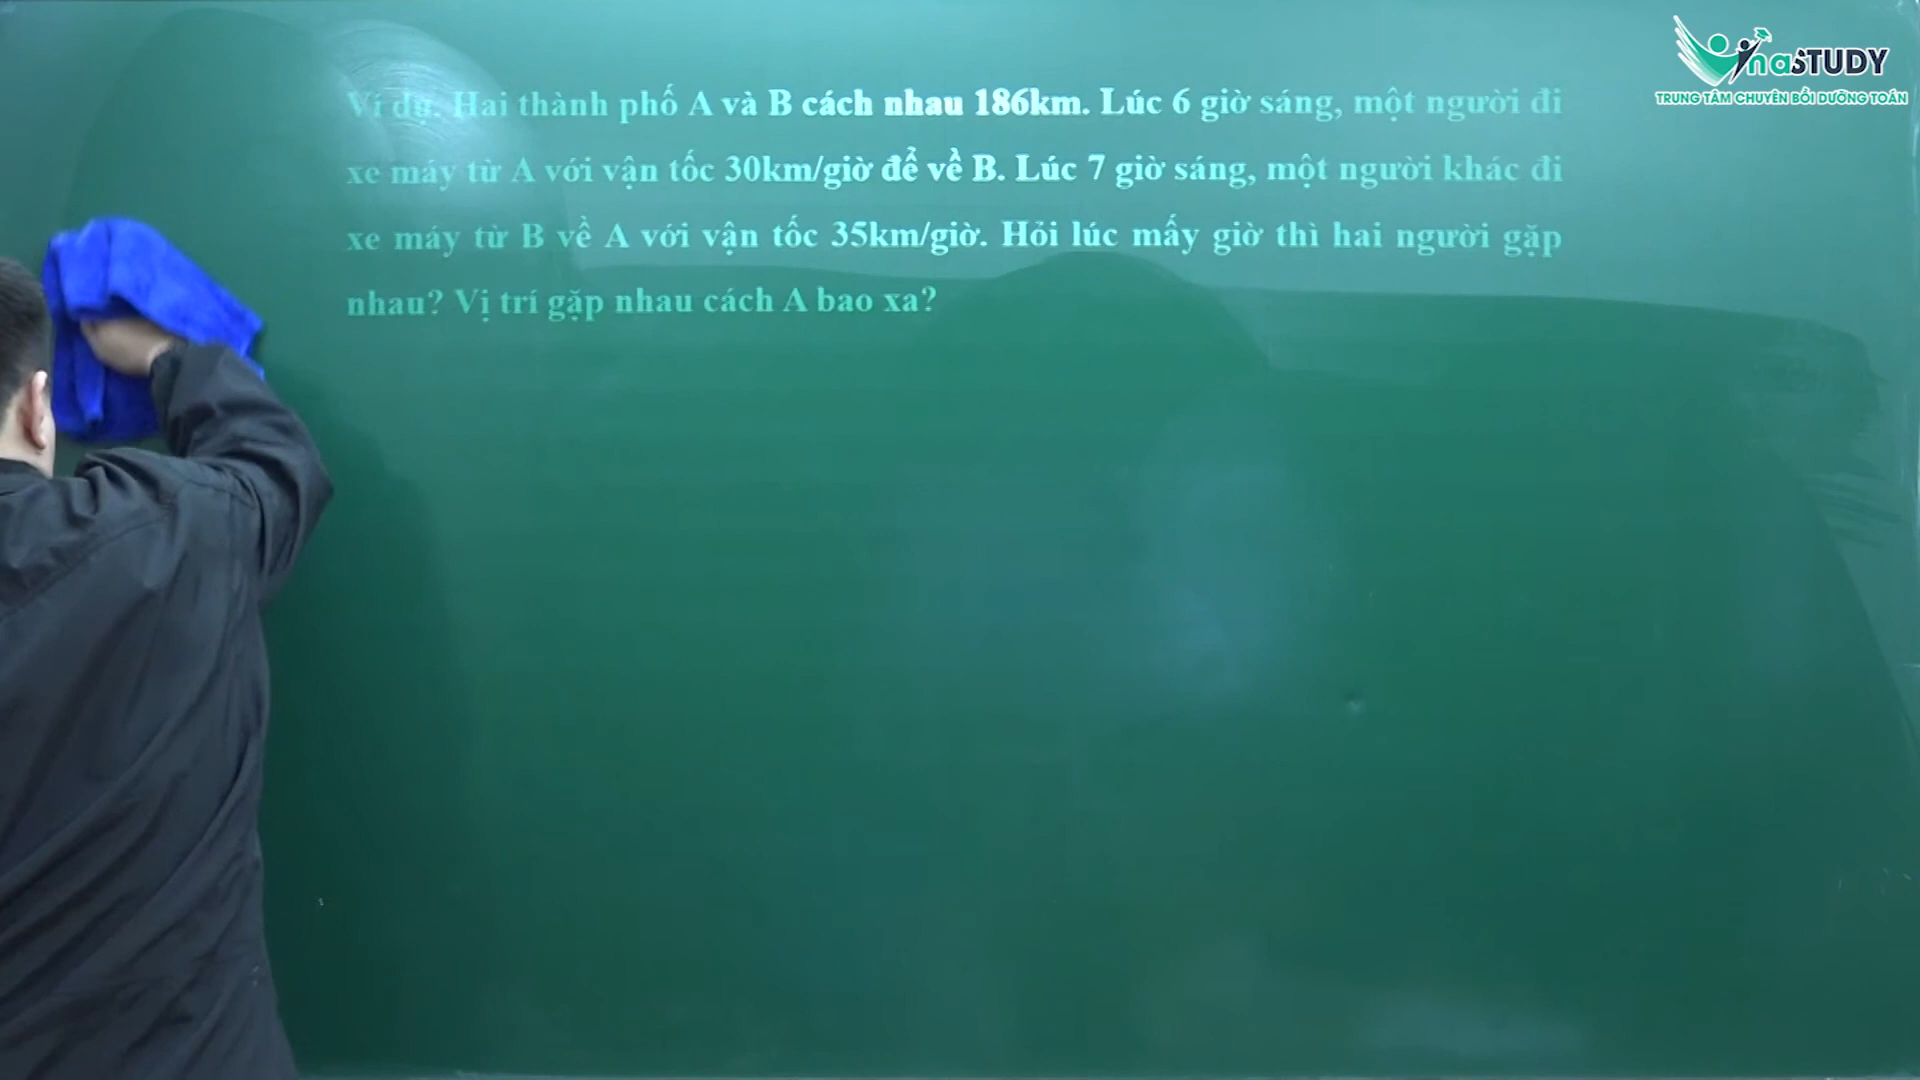 Ví dụ. Hai thành phố A và B cách nhau 186km. Lúc 6 giờ sáng, một người đi
xe máy từ A với vận tốc 30km/giờ để về B. Lúc 7 giờ sáng, một người khác đi
xe máy từ B về A với vận tốc 35km/giờ. Hỏi lúc mấy giờ thì hai người gặp
nhau? Vị trí gặp nhau cách A bao xa?
VinaSTUDY
TRUNG TÂM CHUYÊN BỒI DƯỠNG TOÁN